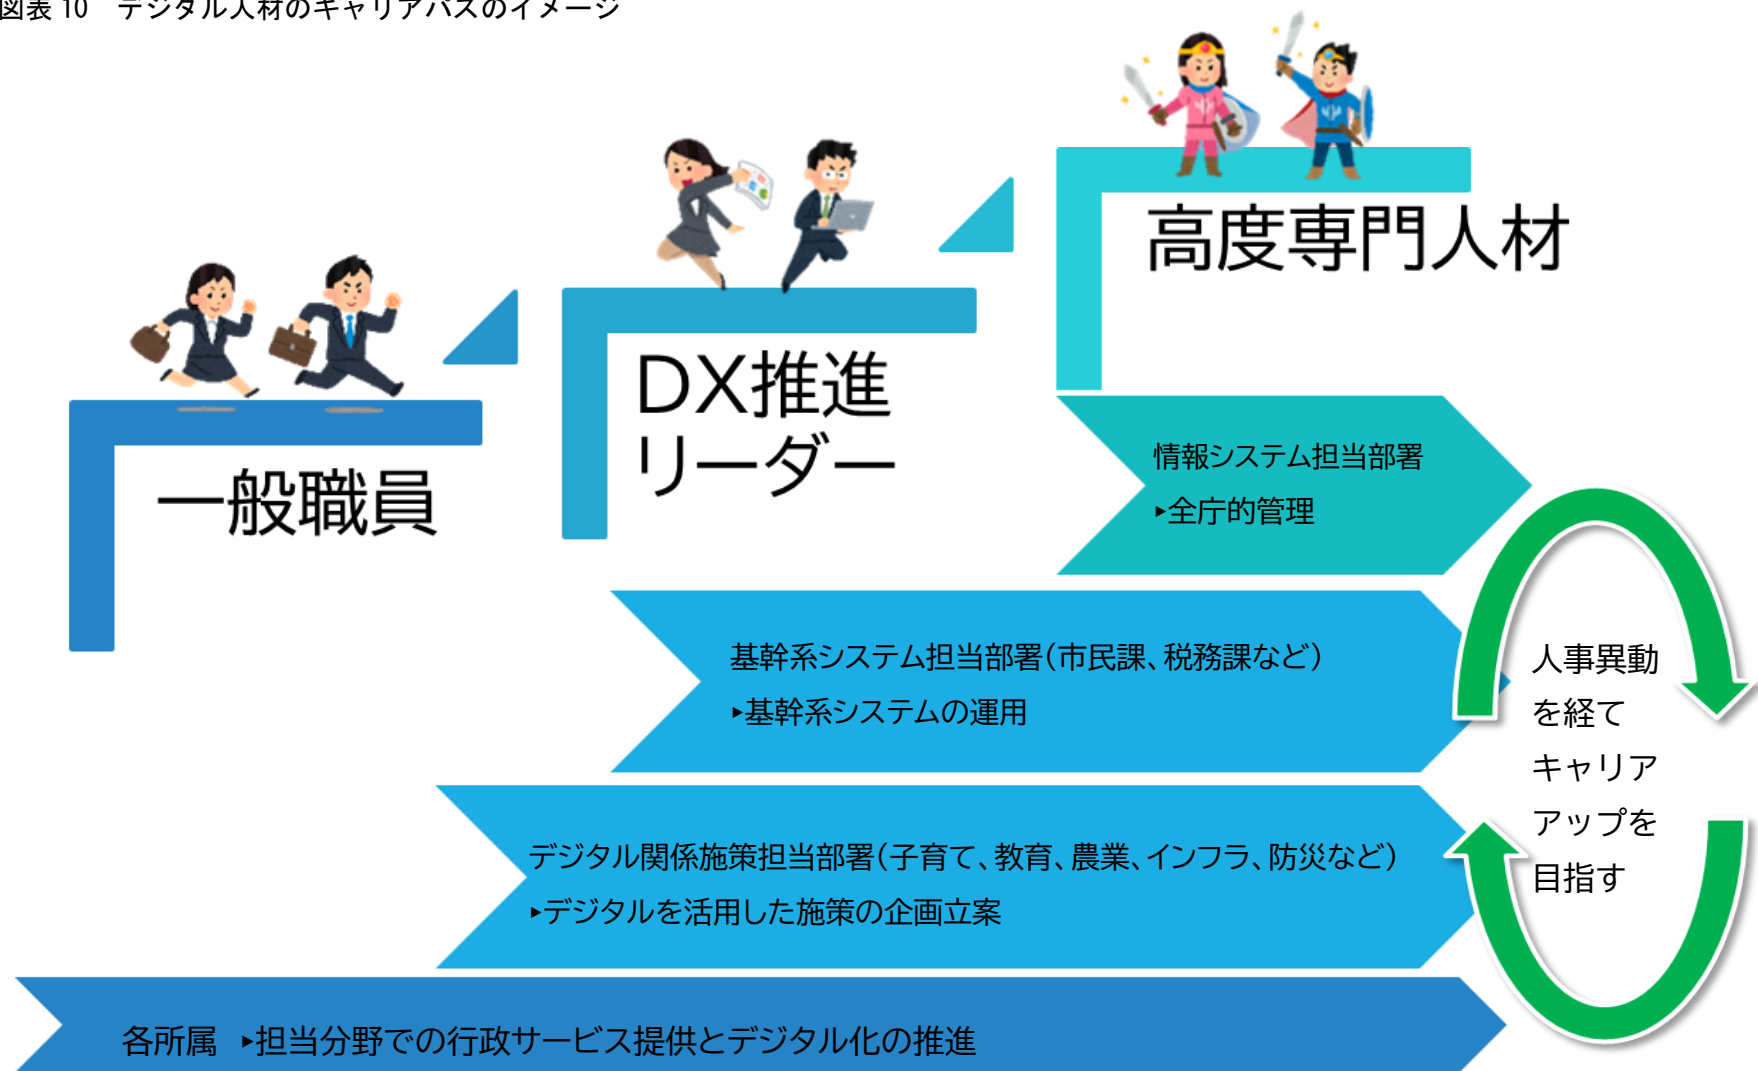 図表 10　デジタル人材のキャリアパスのイメージ
高度専門人材
DX推進
リーダー
一般職員
情報システム担当部署
▸全庁的管理
基幹系システム担当部署(市民課、税務課など)
▸基幹系システムの運用
デジタル関係施策担当部署(子育て、教育、農業、インフラ、防災など)
▸デジタルを活用した施策の企画立案
各所属　▸担当分野での行政サービス提供とデジタル化の推進
人事異動
を経て
キャリア
アップを
目指す